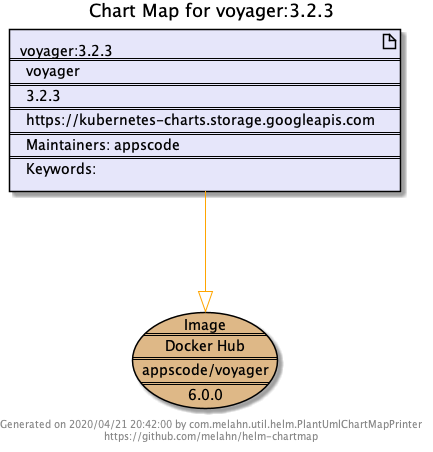 Chart Map for voyager:3.2.3
voyager:3.2.3
voyager
3.2.3
https://kubernetes-charts.storage.googleapis.com
Maintainers: appscode
Keywords:
Image
Docker Hub
appscode/voyager
6.0.0
Generated on 2020/04/21 20:42:00 by com.melahn.util.helm.PlantUmlChartMapPrinter
https://github.com/melahn/helm-chartmap